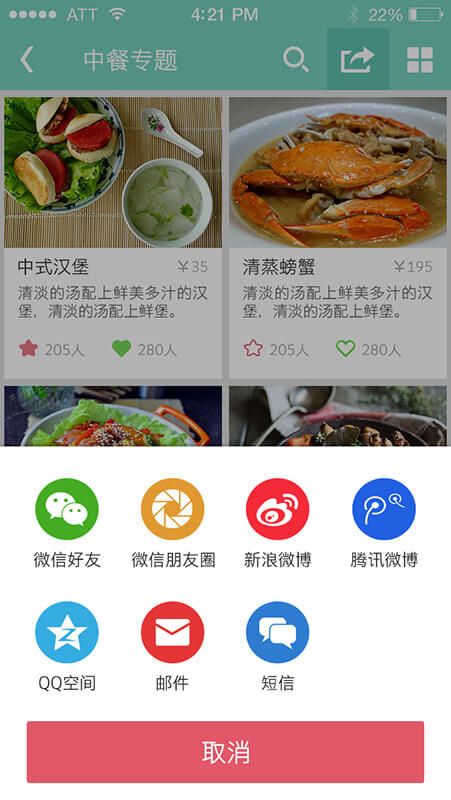 ATT 4:21 PM 22%
中餐专题
中式汉堡 ￥35
清淡的汤配上鲜美多汁的汉
堡，清淡的汤配上鲜堡。
205人 280人
清蒸螃蟹 ￥195
清淡的汤配上鲜美多汁的汉
堡，清淡的汤配上鲜堡。
205人 280人
微信好友 微信朋友圈 新浪微博 腾讯微博
QQ空间 邮件 短信
取消